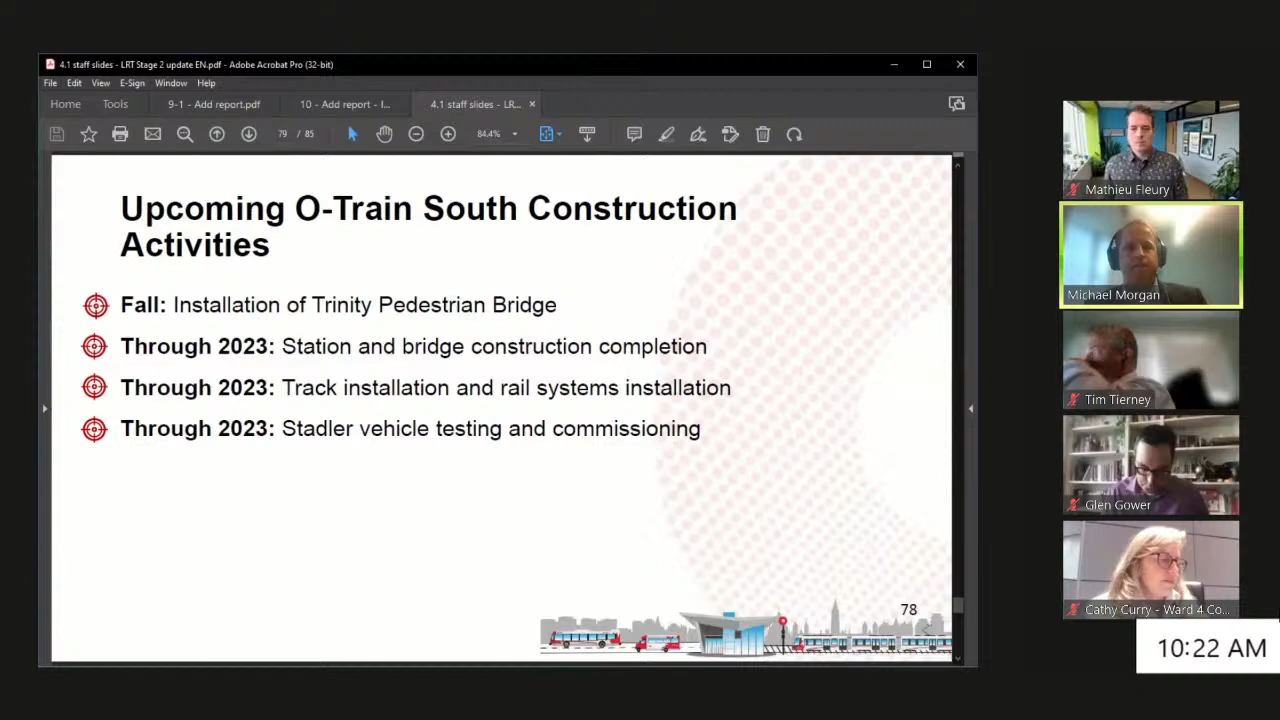 4.1 staff slides - LRT Stage 2 update EN.pdf - Adobe Acrobat Pro (32-bit)
File Edit View E-Sign Window Help
Home Tools 9-1 - Add report.pdf 10 - Add report - I... 4.1 staff slides - LR... ×
79 / 85 84.4%
Upcoming O-Train South Construction
Activities
Fall: Installation of Trinity Pedestrian Bridge
Through 2023: Station and bridge construction completion
Through 2023: Track installation and rail systems installation
Through 2023: Stadler vehicle testing and commissioning
78
Mathieu Fleury
Michael Morgan
Tim Tierney
Glen Gower
Cathy Curry - Ward 4 Co...
10:22 AM